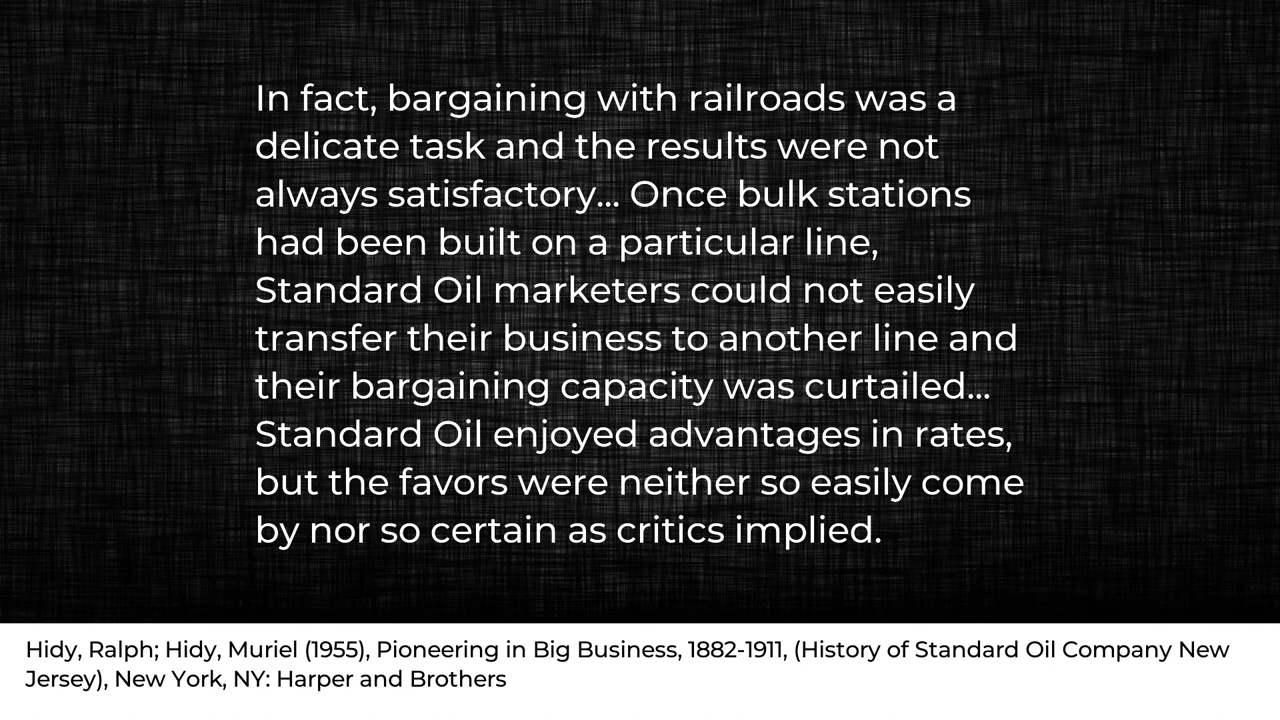 In fact, bargaining with railroads was a
delicate task and the results were not
always satisfactory... Once bulk stations
had been built on a particular line,
Standard Oil marketers could not easily
transfer their business to another line and
their bargaining capacity was curtailed...
Standard Oil enjoyed advantages in rates,
but the favors were neither so easily come
by nor so certain as critics implied.
Hidy, Ralph; Hidy, Muriel (1955), Pioneering in Big Business, 1882-1911, (History of Standard Oil Company New
Jersey), New York, NY: Harper and Brothers